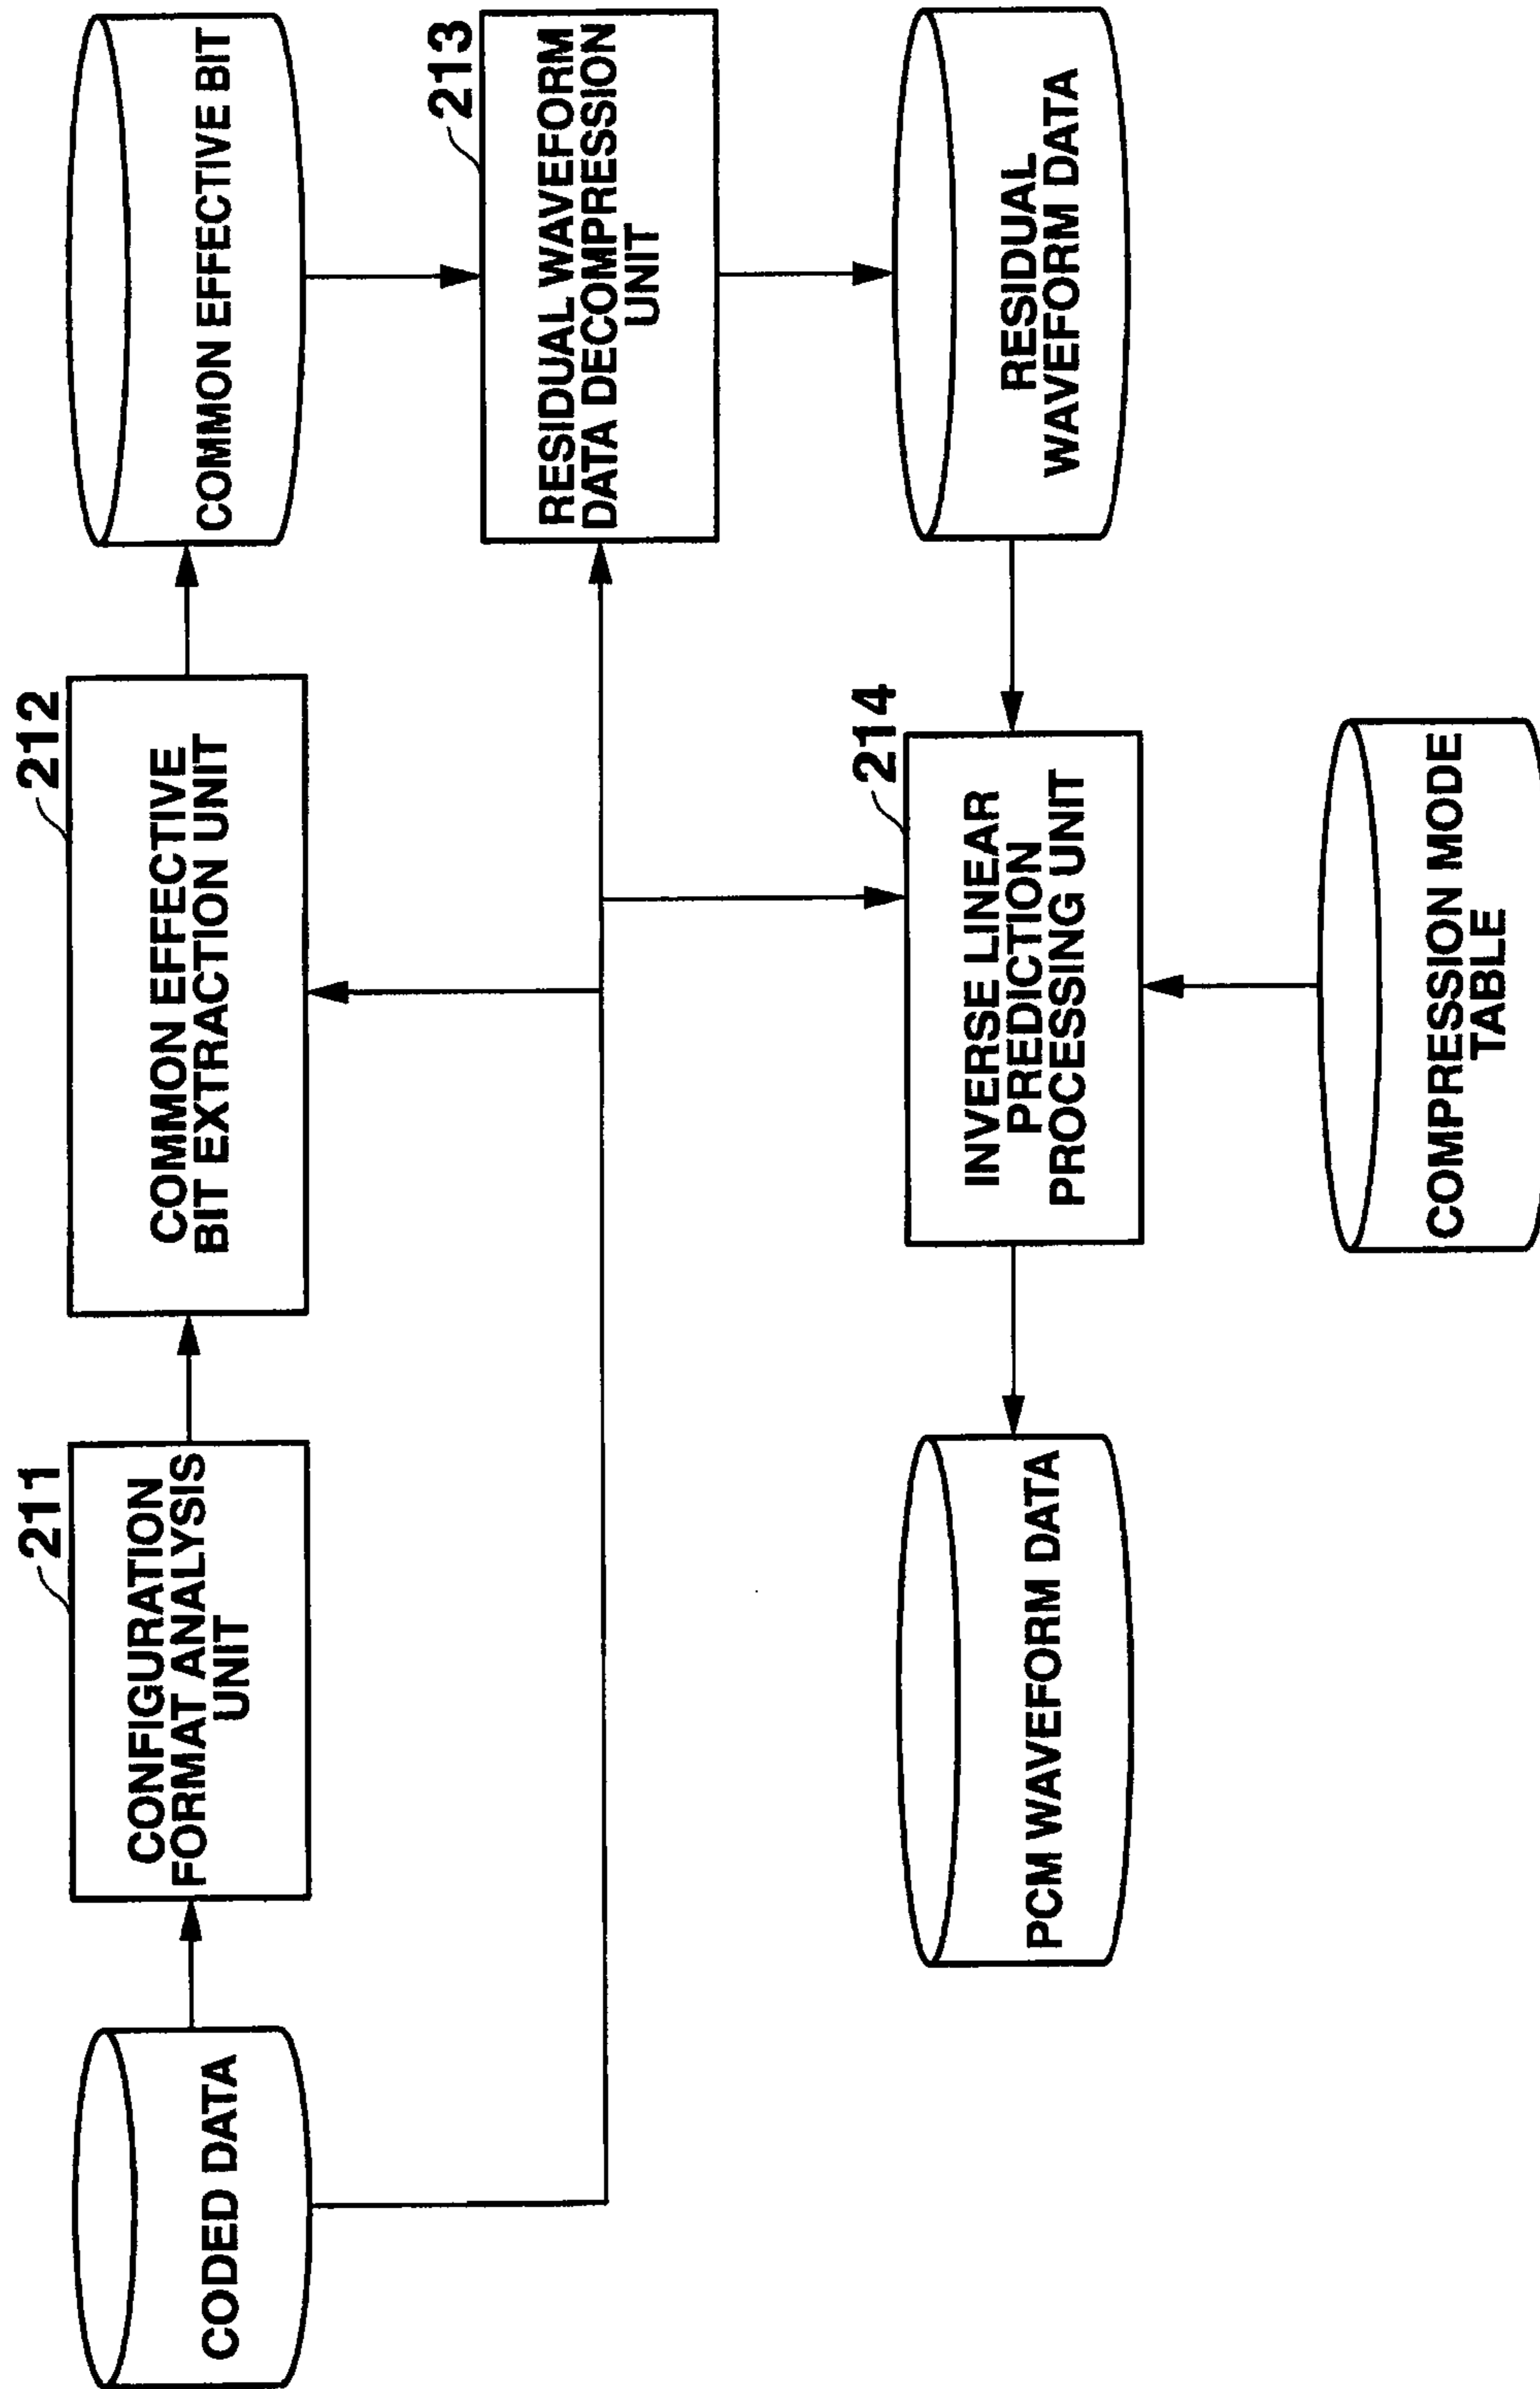 CODED DATA
211
CONFIGURATION
FORMAT ANALYSIS
UNIT
212
COMMON EFFECTIVE
BIT EXTRACTION UNIT
COMMON EFFECTIVE BIT
213
RESIDUAL WAVEFORM
DATA DECOMPRESSION
UNIT
PCM WAVEFORM DATA
214
INVERSE LINEAR
PREDICTION
PROCESSING UNIT
RESIDUAL
WAVEFORM DATA
COMPRESSION MODE
TABLE